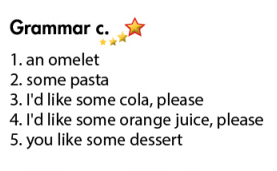 Grammar c.
1. an omelet
2. some pasta
3. I'd like some cola, please
4. I'd like some orange juice, please
5. you like some dessert